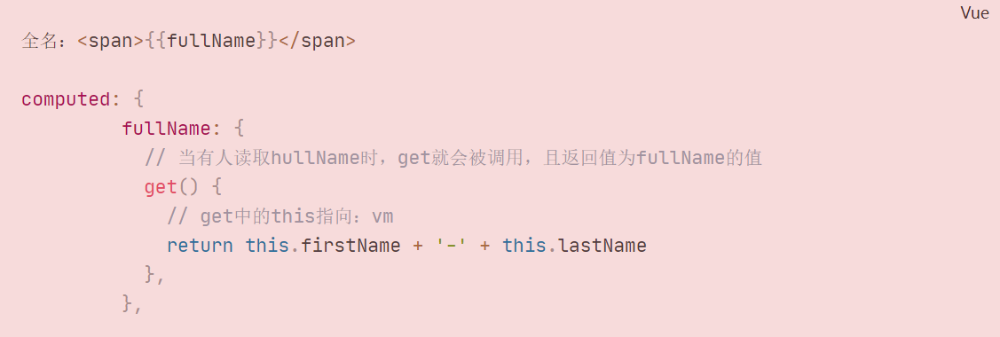 Vue
全名：<span>{{fullName}}</span>
computed: {
fullName: {
// 当有人读取hullName时，get就会被调用，且返回值为fullName的值
get() {
// get中的this指向：vm
return this.firstName + '-' + this.lastName
},
},